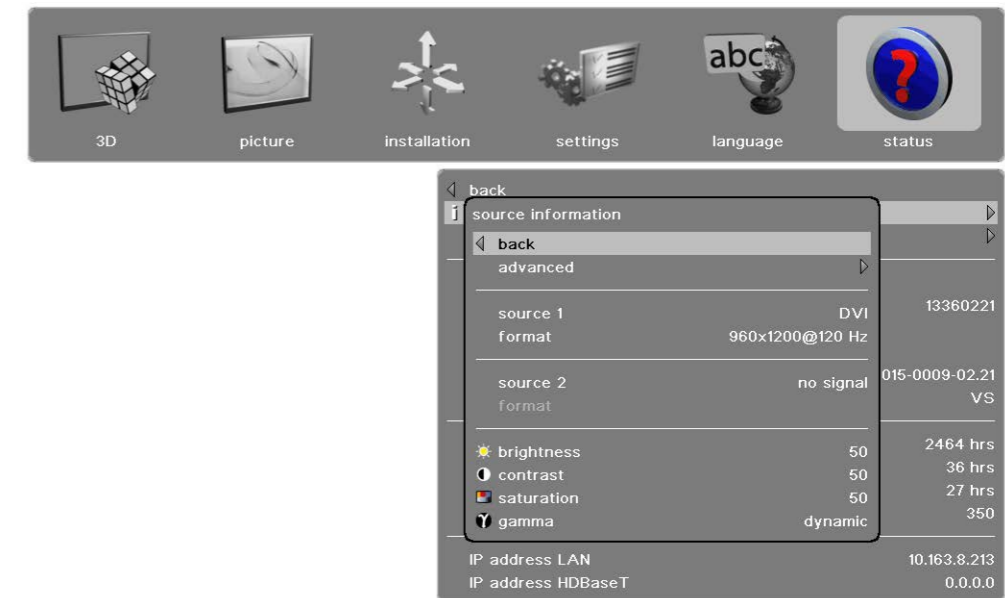 abc
?
3D picture installation settings language status
back
i
source information
back
advanced
source 1 DVI
13360221
format 960x1200@120 Hz
source 2 no signal
015-0009-02.21
format
VS
brightness 50
2464 hrs
contrast 50
36 hrs
saturation 50
27 hrs
γ gamma dynamic
350
IP address LAN 10.163.8.213
IP address HDBaseT 0.0.0.0